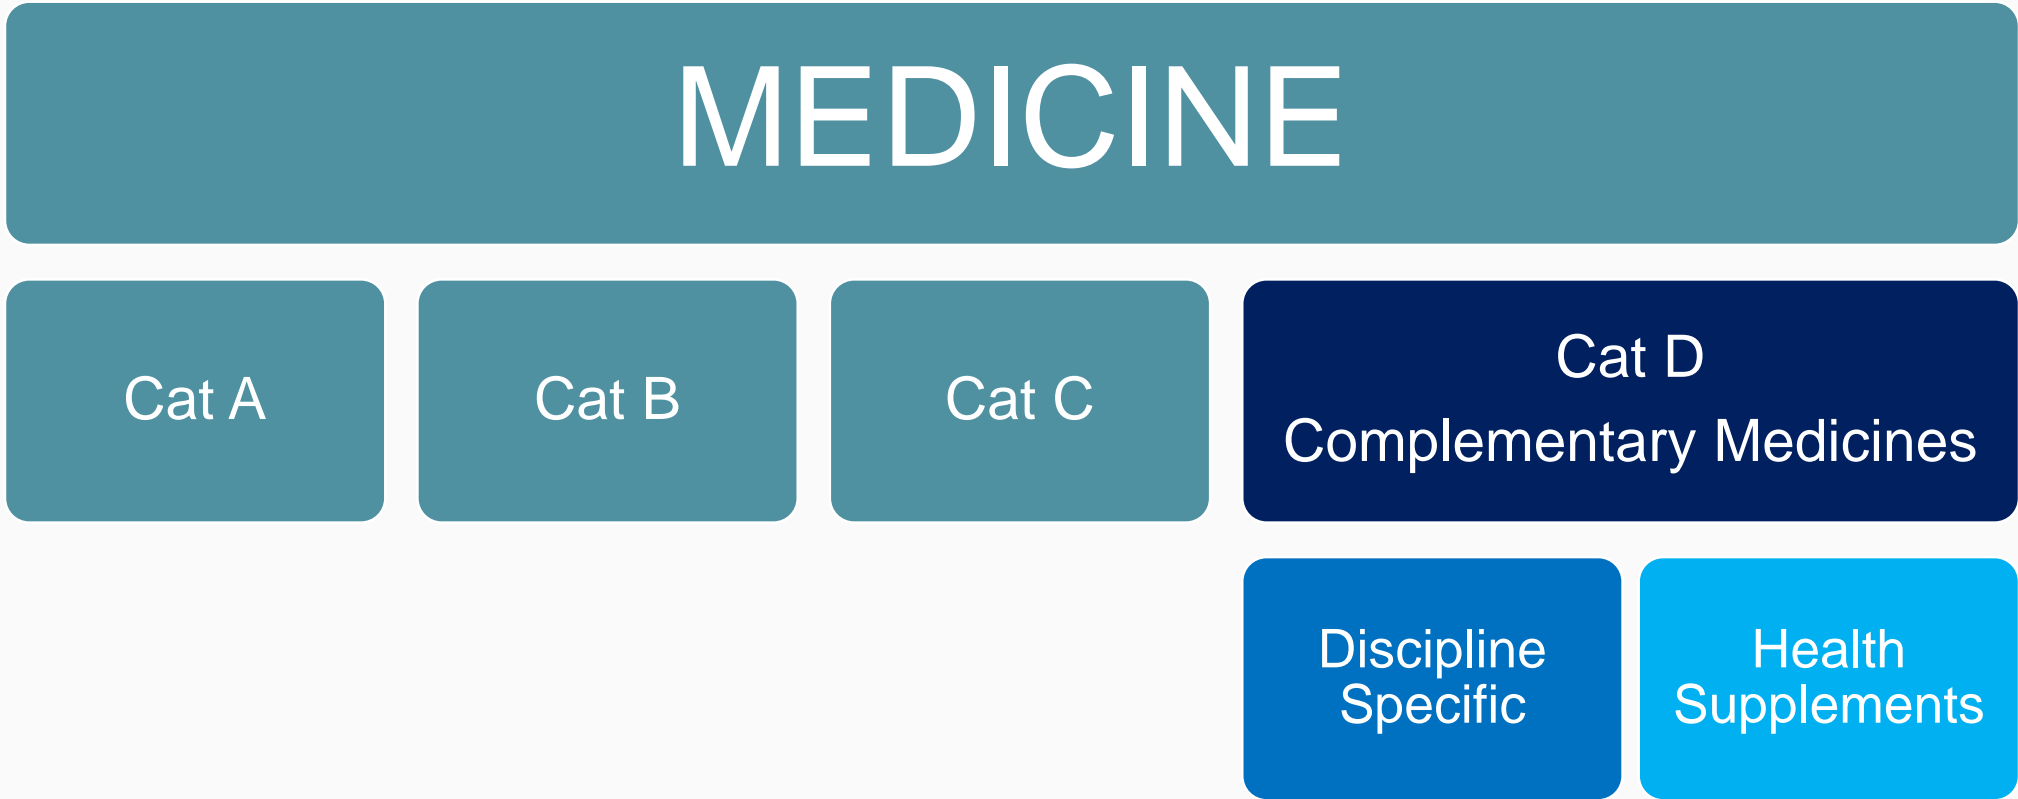 MEDICINE
Cat A
Cat B
Cat C
Cat D
Complementary Medicines
Discipline
Specific
Health
Supplements